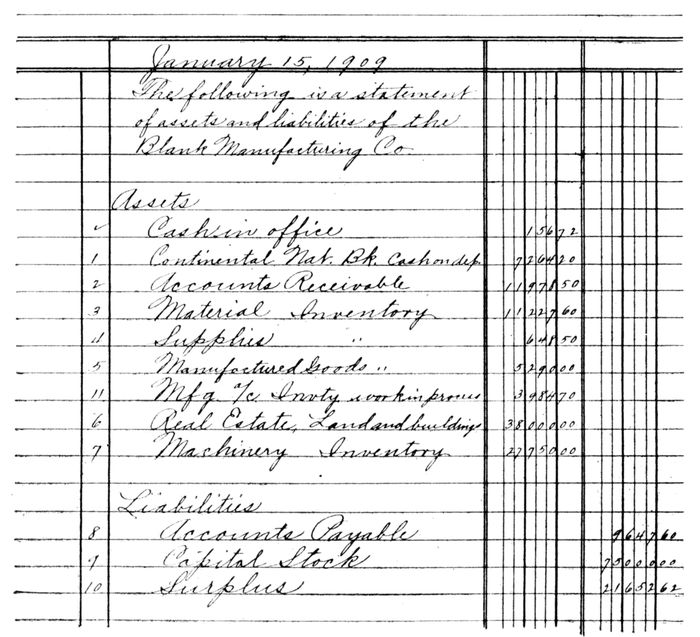 January 15, 1909
The following is a statement
of assets and liabilities of the
Blank Manufacturing Co.
Assets
✓ Cash in office 15672
1 Continental Nat. Bk. Cash on dep. 726420
2 Accounts Receivable 1197850
3 Material Inventory 1122760
4 Supplies " 64850
5 Manufactured Goods " 529000
11 Mfg a/c Invty work in process 398470
6 Real Estate, Land and buildings 3800000
7 Machinery Inventory 2775000
Liabilities
8 Accounts Payable 964760
9 Capital Stock 7500000
10 Surplus 2165262